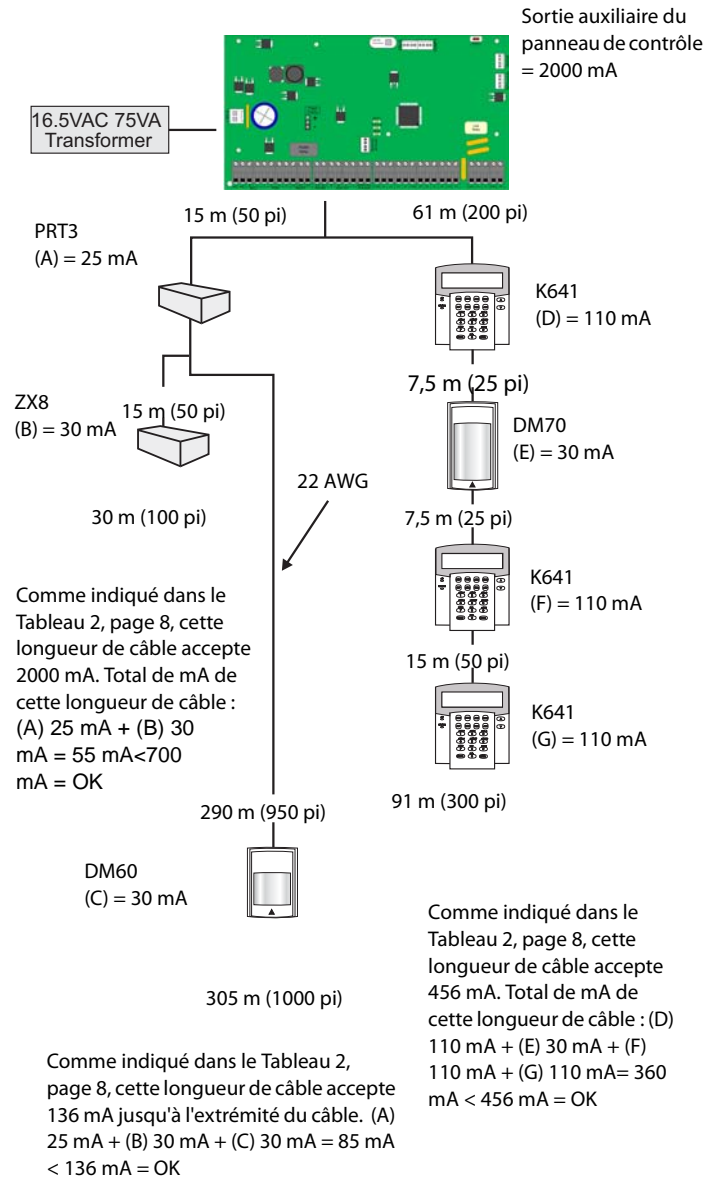 Sortie auxiliaire du
panneau de contrôle
= 2000 mA
16.5VAC 75VA
Transformer
15 m (50 pi)
61 m (200 pi)
PRT3
(A) = 25 mA
K641
(D) = 110 mA
7,5 m (25 pi)
ZX8
(B) = 30 mA
15 m (50 pi)
DM70
(E) = 30 mA
22 AWG
30 m (100 pi)
7,5 m (25 pi)
K641
(F) = 110 mA
Comme indiqué dans le
Tableau 2, page 8, cette
longueur de câble accepte
2000 mA. Total de mA de
cette longueur de câble :
(A) 25 mA + (B) 30
mA = 55 mA<700
mA = OK
15 m (50 pi)
K641
(G) = 110 mA
91 m (300 pi)
290 m (950 pi)
DM60
(C) = 30 mA
305 m (1000 pi)
Comme indiqué dans le
Tableau 2, page 8, cette
longueur de câble accepte
456 mA. Total de mA de
cette longueur de câble : (D)
110 mA + (E) 30 mA + (F)
110 mA + (G) 110 mA= 360
mA < 456 mA = OK
Comme indiqué dans le Tableau 2,
page 8, cette longueur de câble accepte
136 mA jusqu'à l'extrémité du câble. (A)
25 mA + (B) 30 mA + (C) 30 mA = 85 mA
< 136 mA = OK